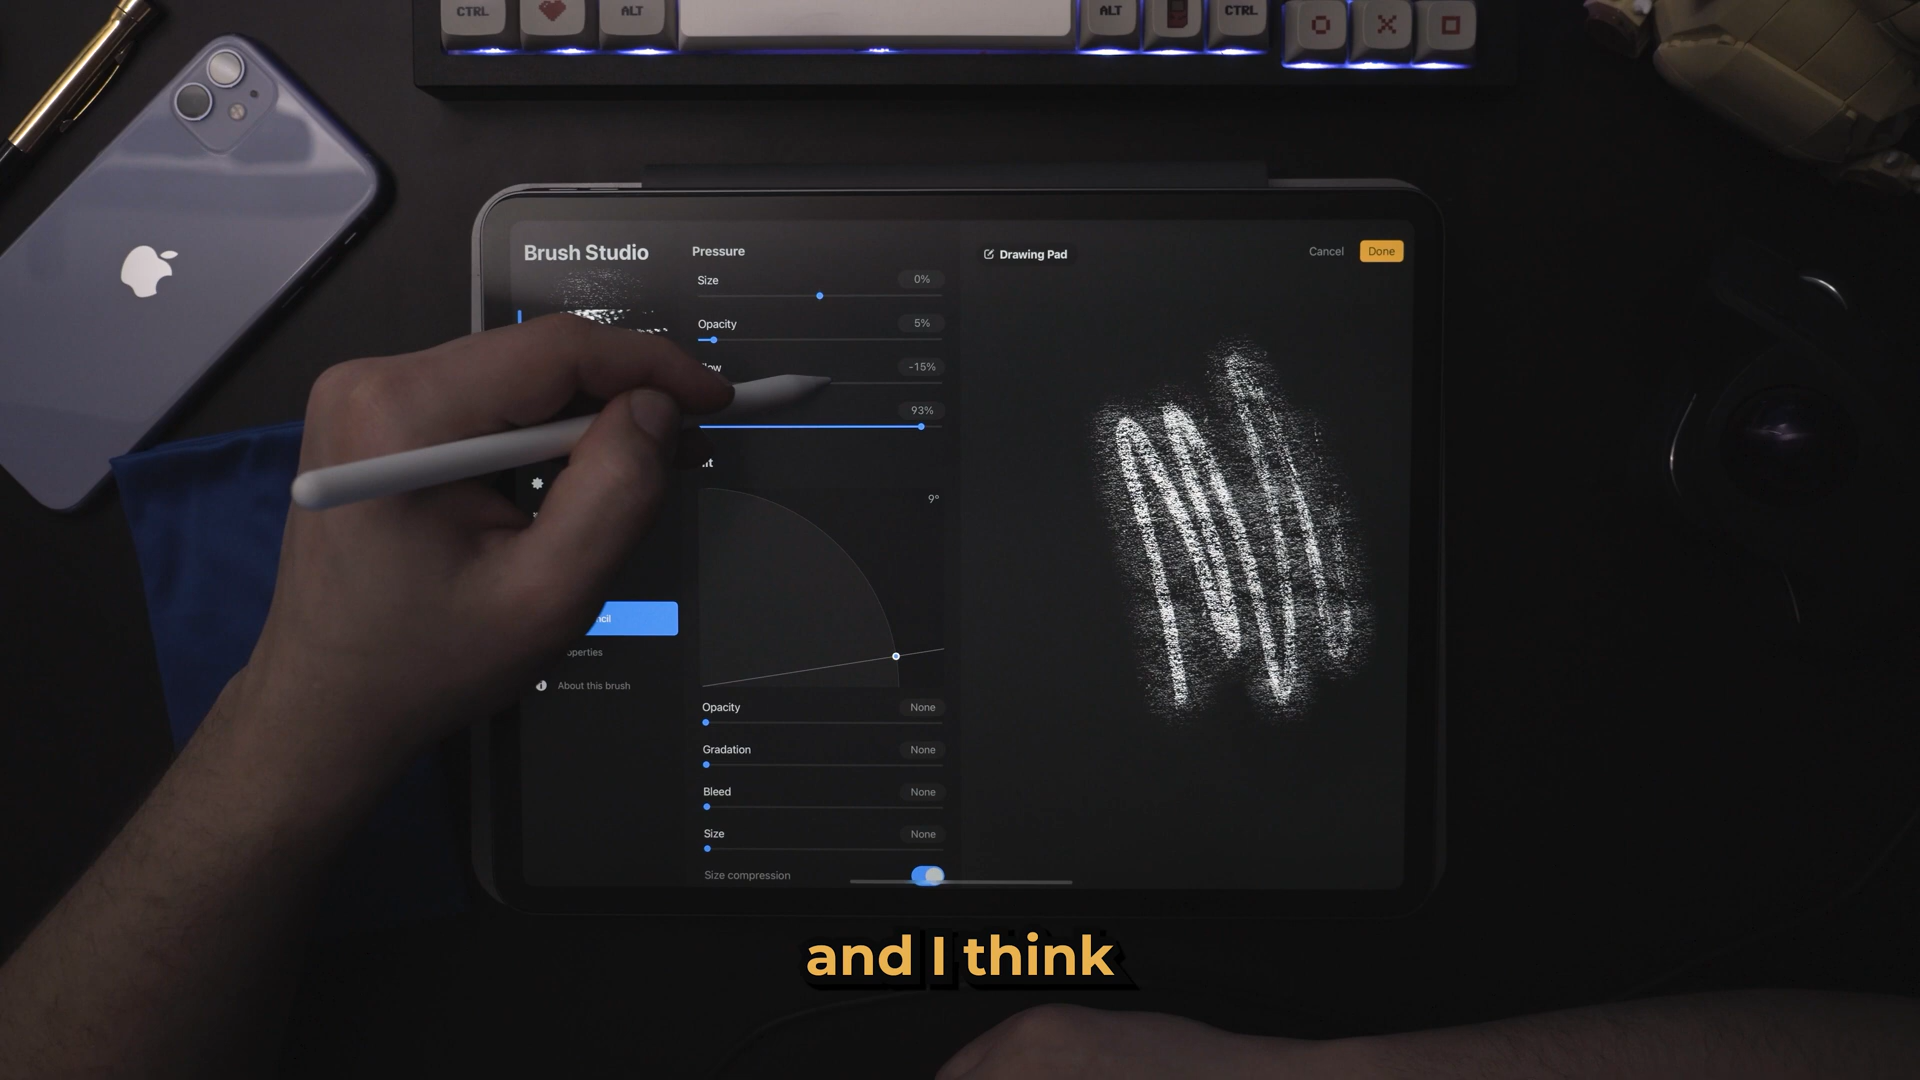 CTRL
ALT
ALT
CTRL
Brush Studio
Pressure
Drawing Pad
Cancel
Done
Size
0%
Opacity
5%
-15%
93%
9°
About this brush
Opacity
None
Gradation
None
Bleed
None
Size
None
Size compression
and I think